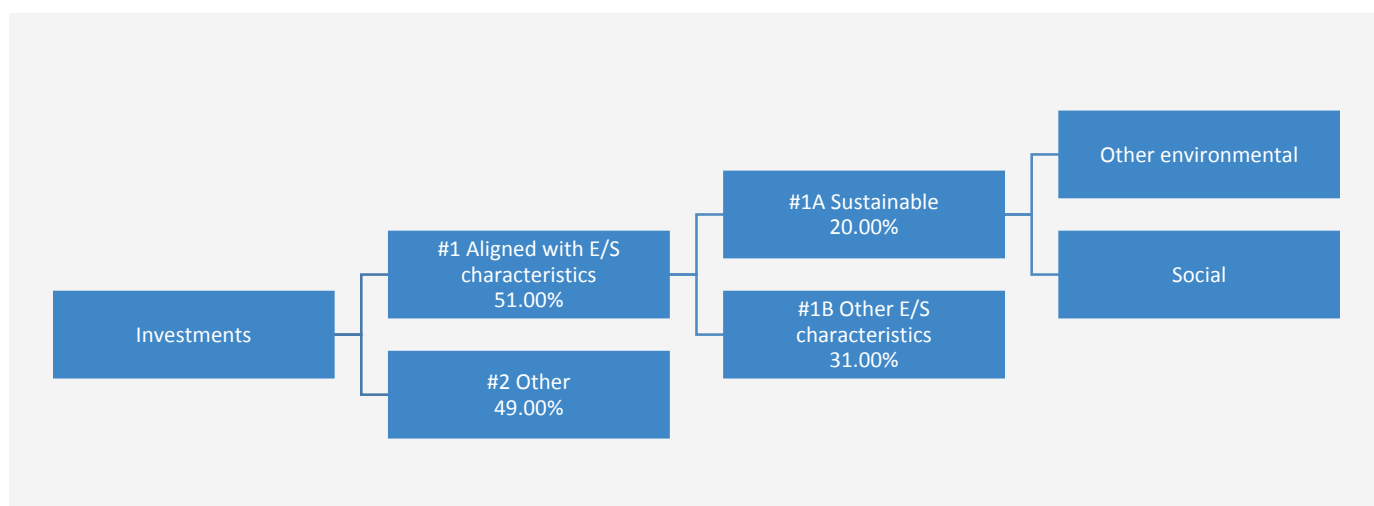 Investments
#1 Aligned with E/S
characteristics
51.00%
#2 Other
49.00%
#1A Sustainable
20.00%
#1B Other E/S
characteristics
31.00%
Other environmental
Social